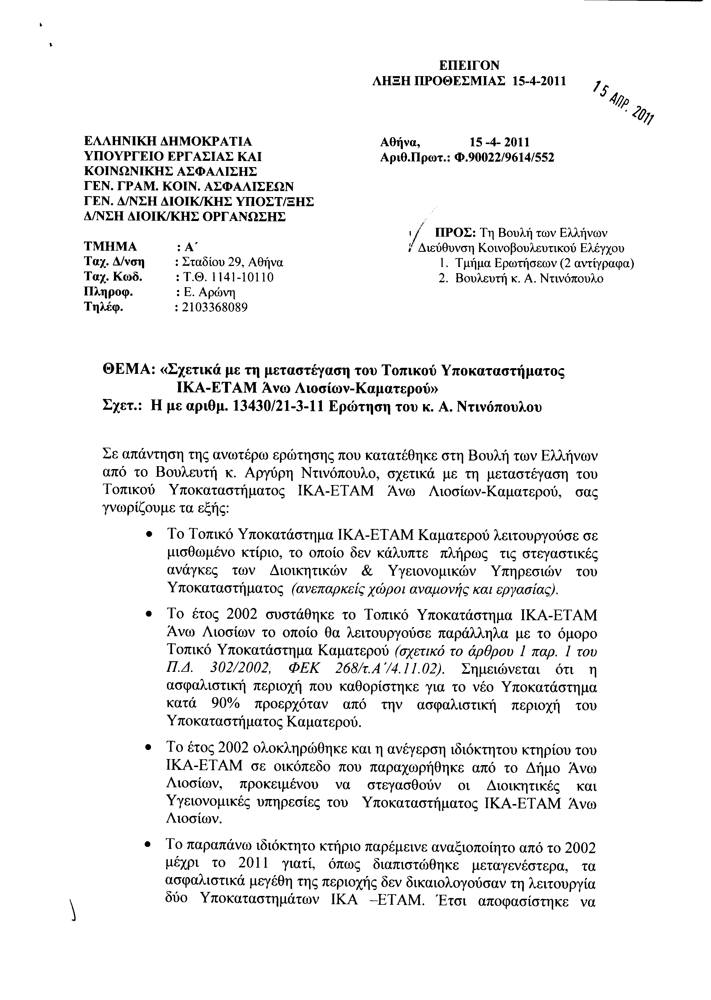 ΕΠΕΙΓΟΝ
ΛΗΞΗ ΠΡΟΘΕΣΜΙΑΣ 15-4-2011
15 ΑΠΡ. 2011
ΕΛΛΗΝΙΚΗ ΔΗΜΟΚΡΑΤΙΑ
ΥΠΟΥΡΓΕΙΟ ΕΡΓΑΣΙΑΣ ΚΑΙ
ΚΟΙΝΩΝΙΚΗΣ ΑΣΦΑΛΙΣΗΣ
ΓΕΝ. ΓΡΑΜ. ΚΟΙΝ. ΑΣΦΑΛΙΣΕΩΝ
ΓΕΝ. Δ/ΝΣΗ ΔΙΟΙΚ/ΚΗΣ ΥΠΟΣΤ/ΞΗΣ
Δ/ΝΣΗ ΔΙΟΙΚ/ΚΗΣ ΟΡΓΑΝΩΣΗΣ
Αθήνα, 15 -4- 2011
Αριθ.Πρωτ.: Φ.90022/9614/552
ΤΜΗΜΑ : Α΄
Ταχ. Δ/νση : Σταδίου 29, Αθήνα
Ταχ. Κωδ. : Τ.Θ. 1141-10110
Πληροφ. : Ε. Αρώνη
Τηλέφ. : 2103368089
ΠΡΟΣ: Τη Βουλή των Ελλήνων
Διεύθυνση Κοινοβουλευτικού Ελέγχου
1. Τμήμα Ερωτήσεων (2 αντίγραφα)
2. Βουλευτή κ. Α. Ντινόπουλο
ΘΕΜΑ: «Σχετικά με τη μεταστέγαση του Τοπικού Υποκαταστήματος
ΙΚΑ-ΕΤΑΜ Άνω Λιοσίων-Καματερού»
Σχετ.: Η με αριθμ. 13430/21-3-11 Ερώτηση του κ. Α. Ντινόπουλου
Σε απάντηση της ανωτέρω ερώτησης που κατατέθηκε στη Βουλή των Ελλήνων
από το Βουλευτή κ. Αργύρη Ντινόπουλο, σχετικά με τη μεταστέγαση του
Τοπικού Υποκαταστήματος ΙΚΑ-ΕΤΑΜ Άνω Λιοσίων-Καματερού, σας
γνωρίζουμε τα εξής:
• Το Τοπικό Υποκατάστημα ΙΚΑ-ΕΤΑΜ Καματερού λειτουργούσε σε
μισθωμένο κτίριο, το οποίο δεν κάλυπτε πλήρως τις στεγαστικές
ανάγκες των Διοικητικών & Υγειονομικών Υπηρεσιών του
Υποκαταστήματος (ανεπαρκείς χώροι αναμονής και εργασίας).
• Το έτος 2002 συστάθηκε το Τοπικό Υποκατάστημα ΙΚΑ-ΕΤΑΜ
Άνω Λιοσίων το οποίο θα λειτουργούσε παράλληλα με το όμορο
Τοπικό Υποκατάστημα Καματερού (σχετικό το άρθρου 1 παρ. 1 του
Π.Δ. 302/2002, ΦΕΚ 268/τ.Α΄/4.11.02). Σημειώνεται ότι η
ασφαλιστική περιοχή που καθορίστηκε για το νέο Υποκατάστημα
κατά 90% προερχόταν από την ασφαλιστική περιοχή του
Υποκαταστήματος Καματερού.
• Το έτος 2002 ολοκληρώθηκε και η ανέγερση ιδιόκτητου κτηρίου του
ΙΚΑ-ΕΤΑΜ σε οικόπεδο που παραχωρήθηκε από το Δήμο Άνω
Λιοσίων, προκειμένου να στεγασθούν οι Διοικητικές και
Υγειονομικές υπηρεσίες του Υποκαταστήματος ΙΚΑ-ΕΤΑΜ Άνω
Λιοσίων.
• Το παραπάνω ιδιόκτητο κτήριο παρέμεινε αναξιοποίητο από το 2002
μέχρι το 2011 γιατί, όπως διαπιστώθηκε μεταγενέστερα, τα
ασφαλιστικά μεγέθη της περιοχής δεν δικαιολογούσαν τη λειτουργία
δύο Υποκαταστημάτων ΙΚΑ –ΕΤΑΜ. Έτσι αποφασίστηκε να